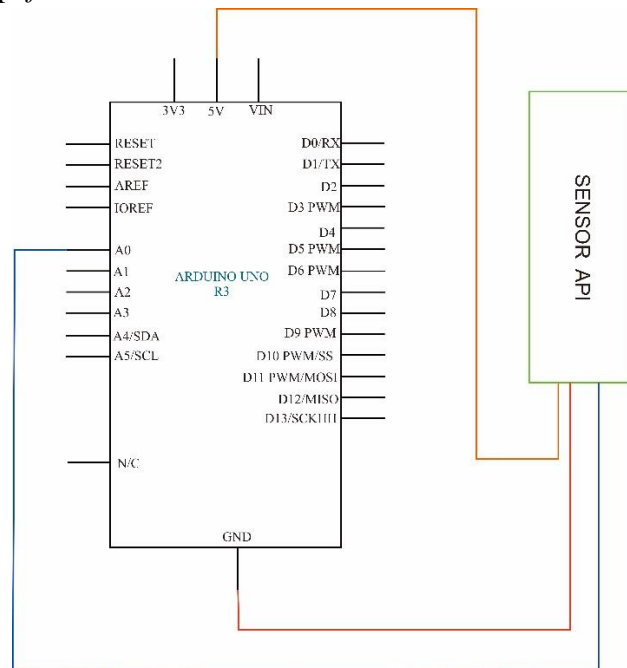 3V3 5V VIN
RESET
RESET2
AREF
IOREF
A0
A1
A2
A3
A4/SDA
A5/SCL
N/C
ARDUINO UNO
R3
D0/RX
D1/TX
D2
D3 PWM
D4
D5 PWM
D6 PWM
D7
D8
D9 PWM
D10 PWM/SS
D11 PWM/MOSI
D12/MISO
GND
SENSOR API